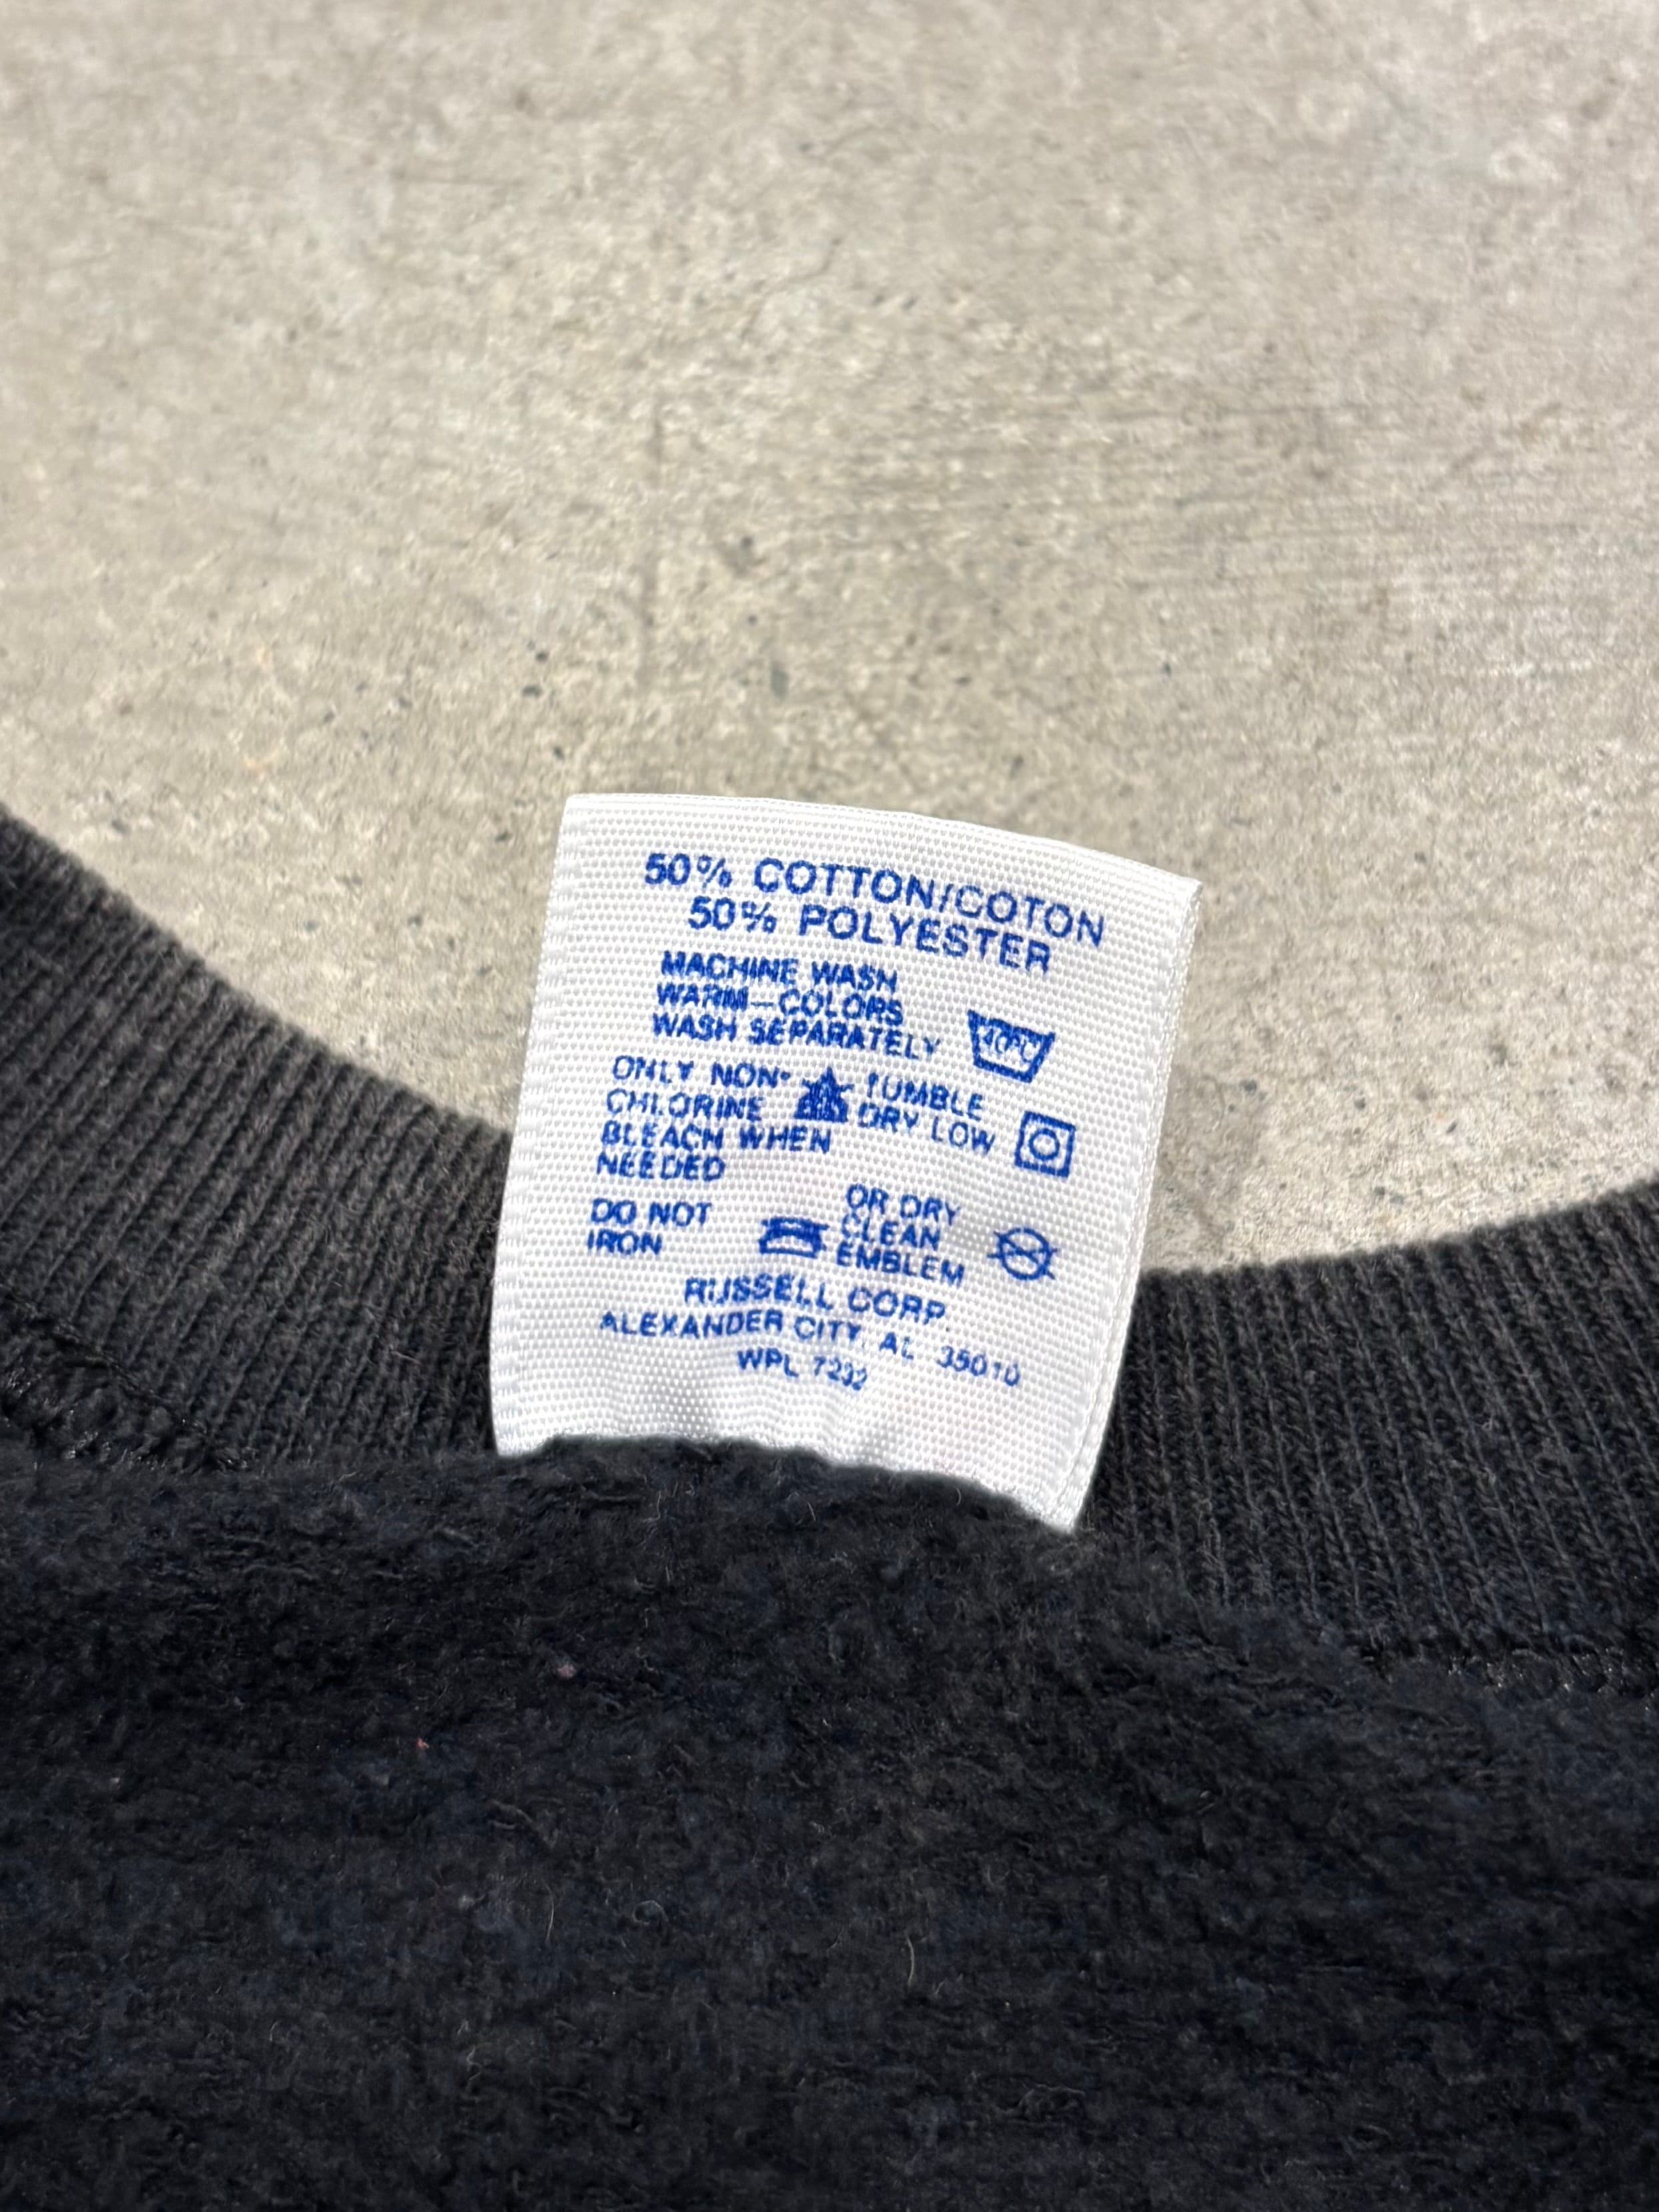 50% COTTON/COTON
50% POLYESTER
MACHINE WASH
WARM—COLORS
WASH SEPARATELY
40°C
ONLY NON-
CHLORINE
BLEACH WHEN
NEEDED
TUMBLE
DRY LOW
DO NOT
IRON
OR DRY
CLEAN
EMBLEM
RUSSELL CORP.
ALEXANDER CITY, AL 35010
WPL 7232